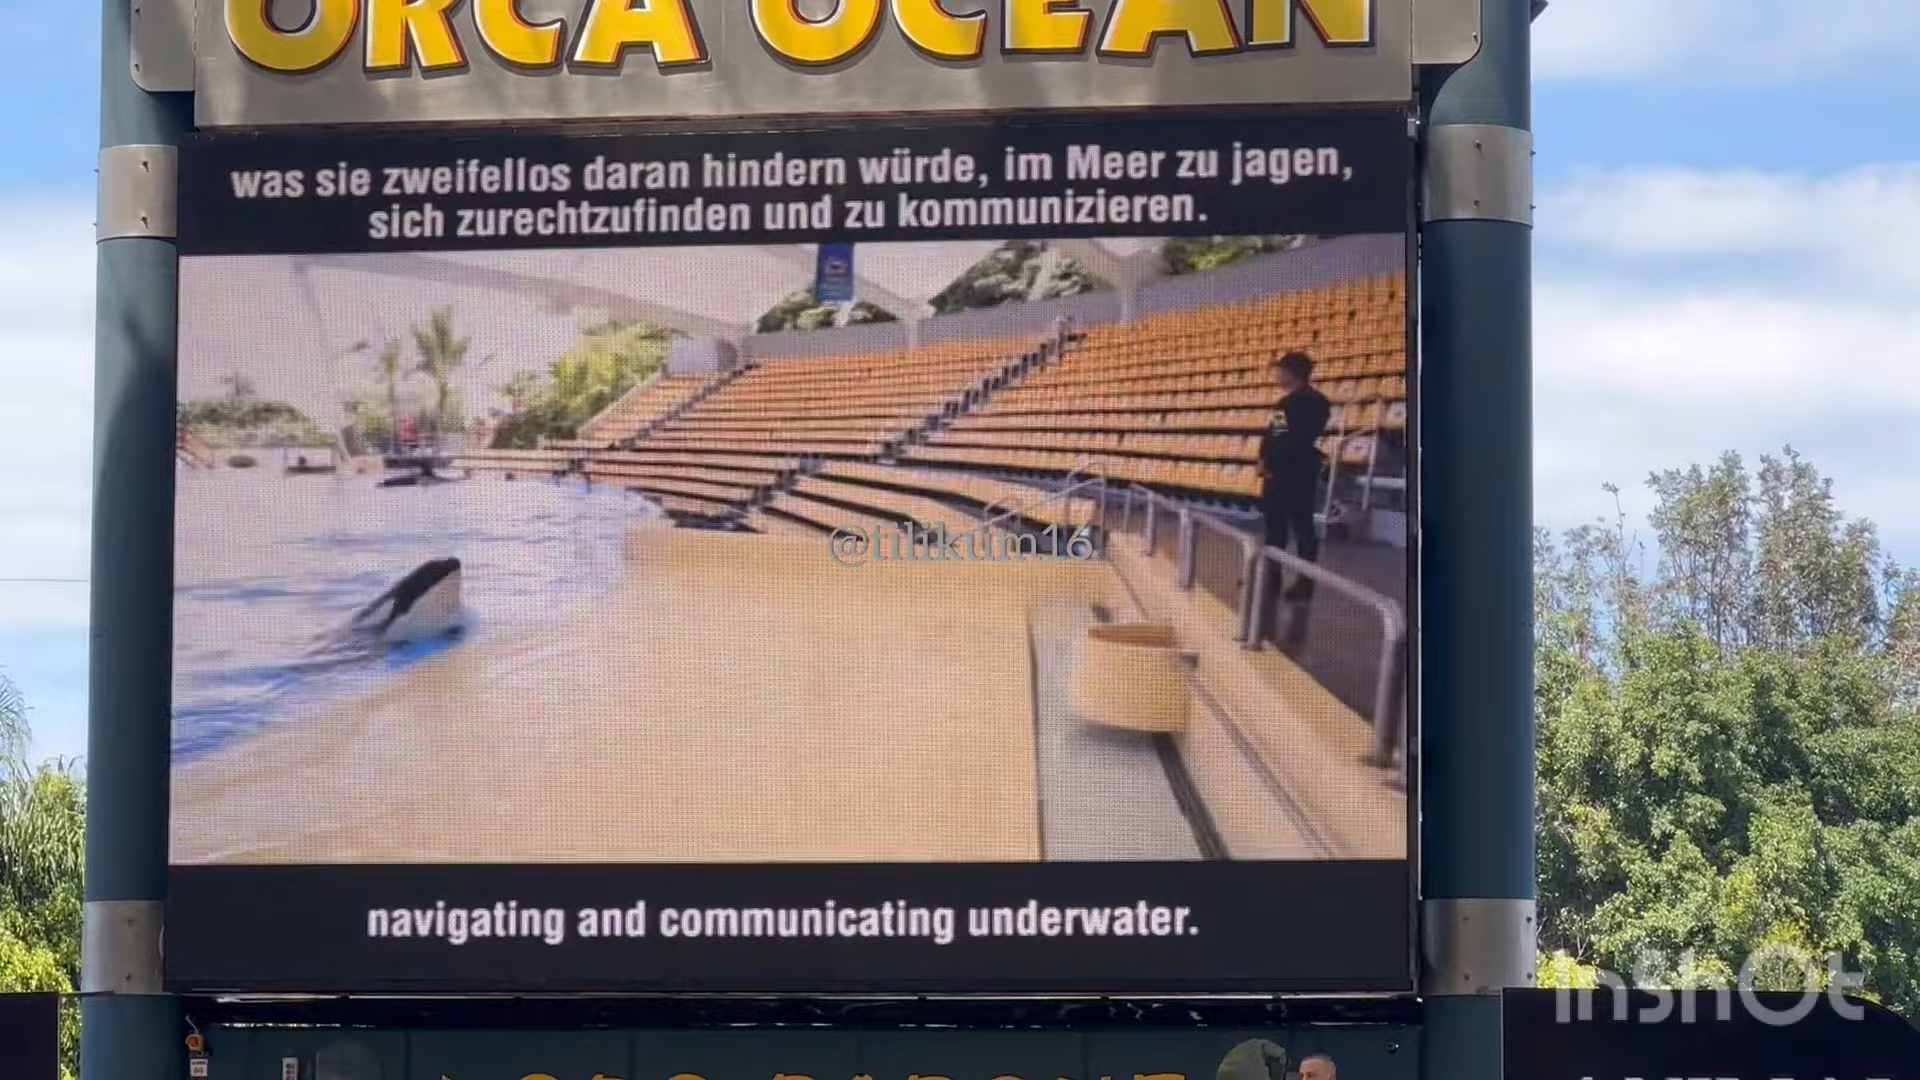 ORCA OCEAN
was sie zweifellos daran hindern würde, im Meer zu jagen,
sich zurechtzufinden und zu kommunizieren.
@tilikum16
navigating and communicating underwater.
InShOt